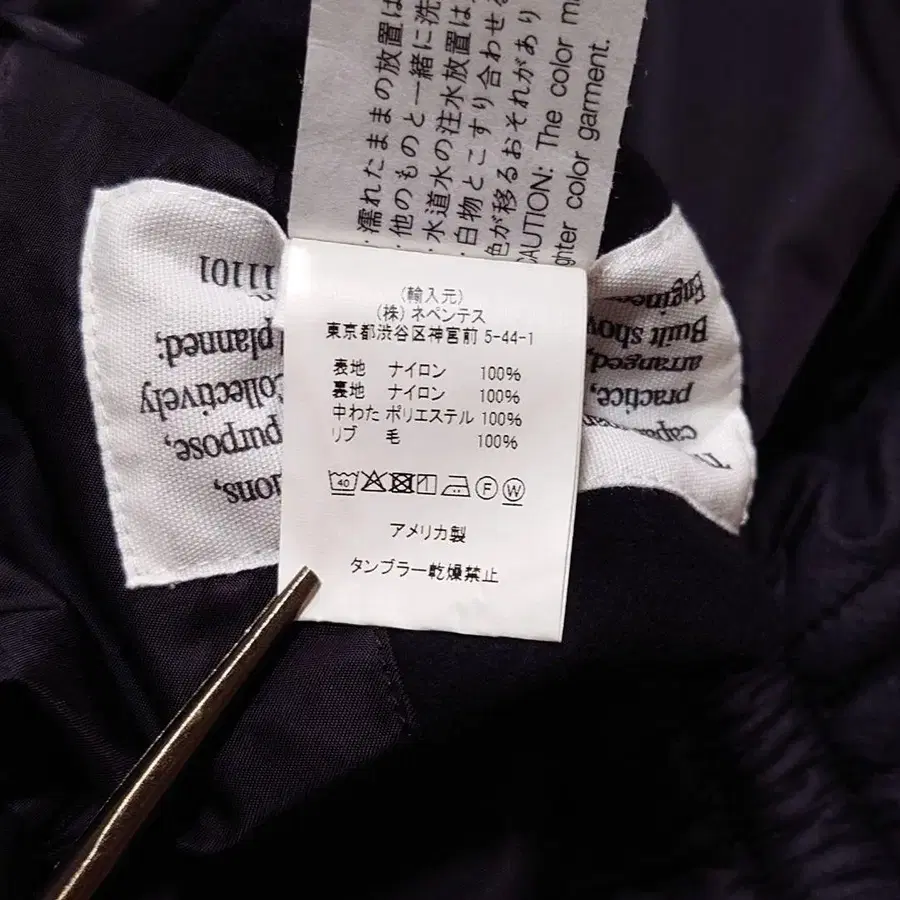 ・濡れたままの放置は
・他のものと一緒に洗
・水道水の注水放置は
・白物とこすり合わせる
色が移るおそれがあり
CAUTION: The color m
ghter color garment.
(輸入元)
(株) ネペンテス
東京都渋谷区神宮前 5-44-1
表地 ナイロン 100%
裏地 ナイロン 100%
中わた ポリエステル 100%
リブ 毛 100%
40
F
W
アメリカ製
タンブラー乾燥禁止
11101
planned;
ollectively
purpose,
ons,
Enginee
Built show
arranged,
practice,